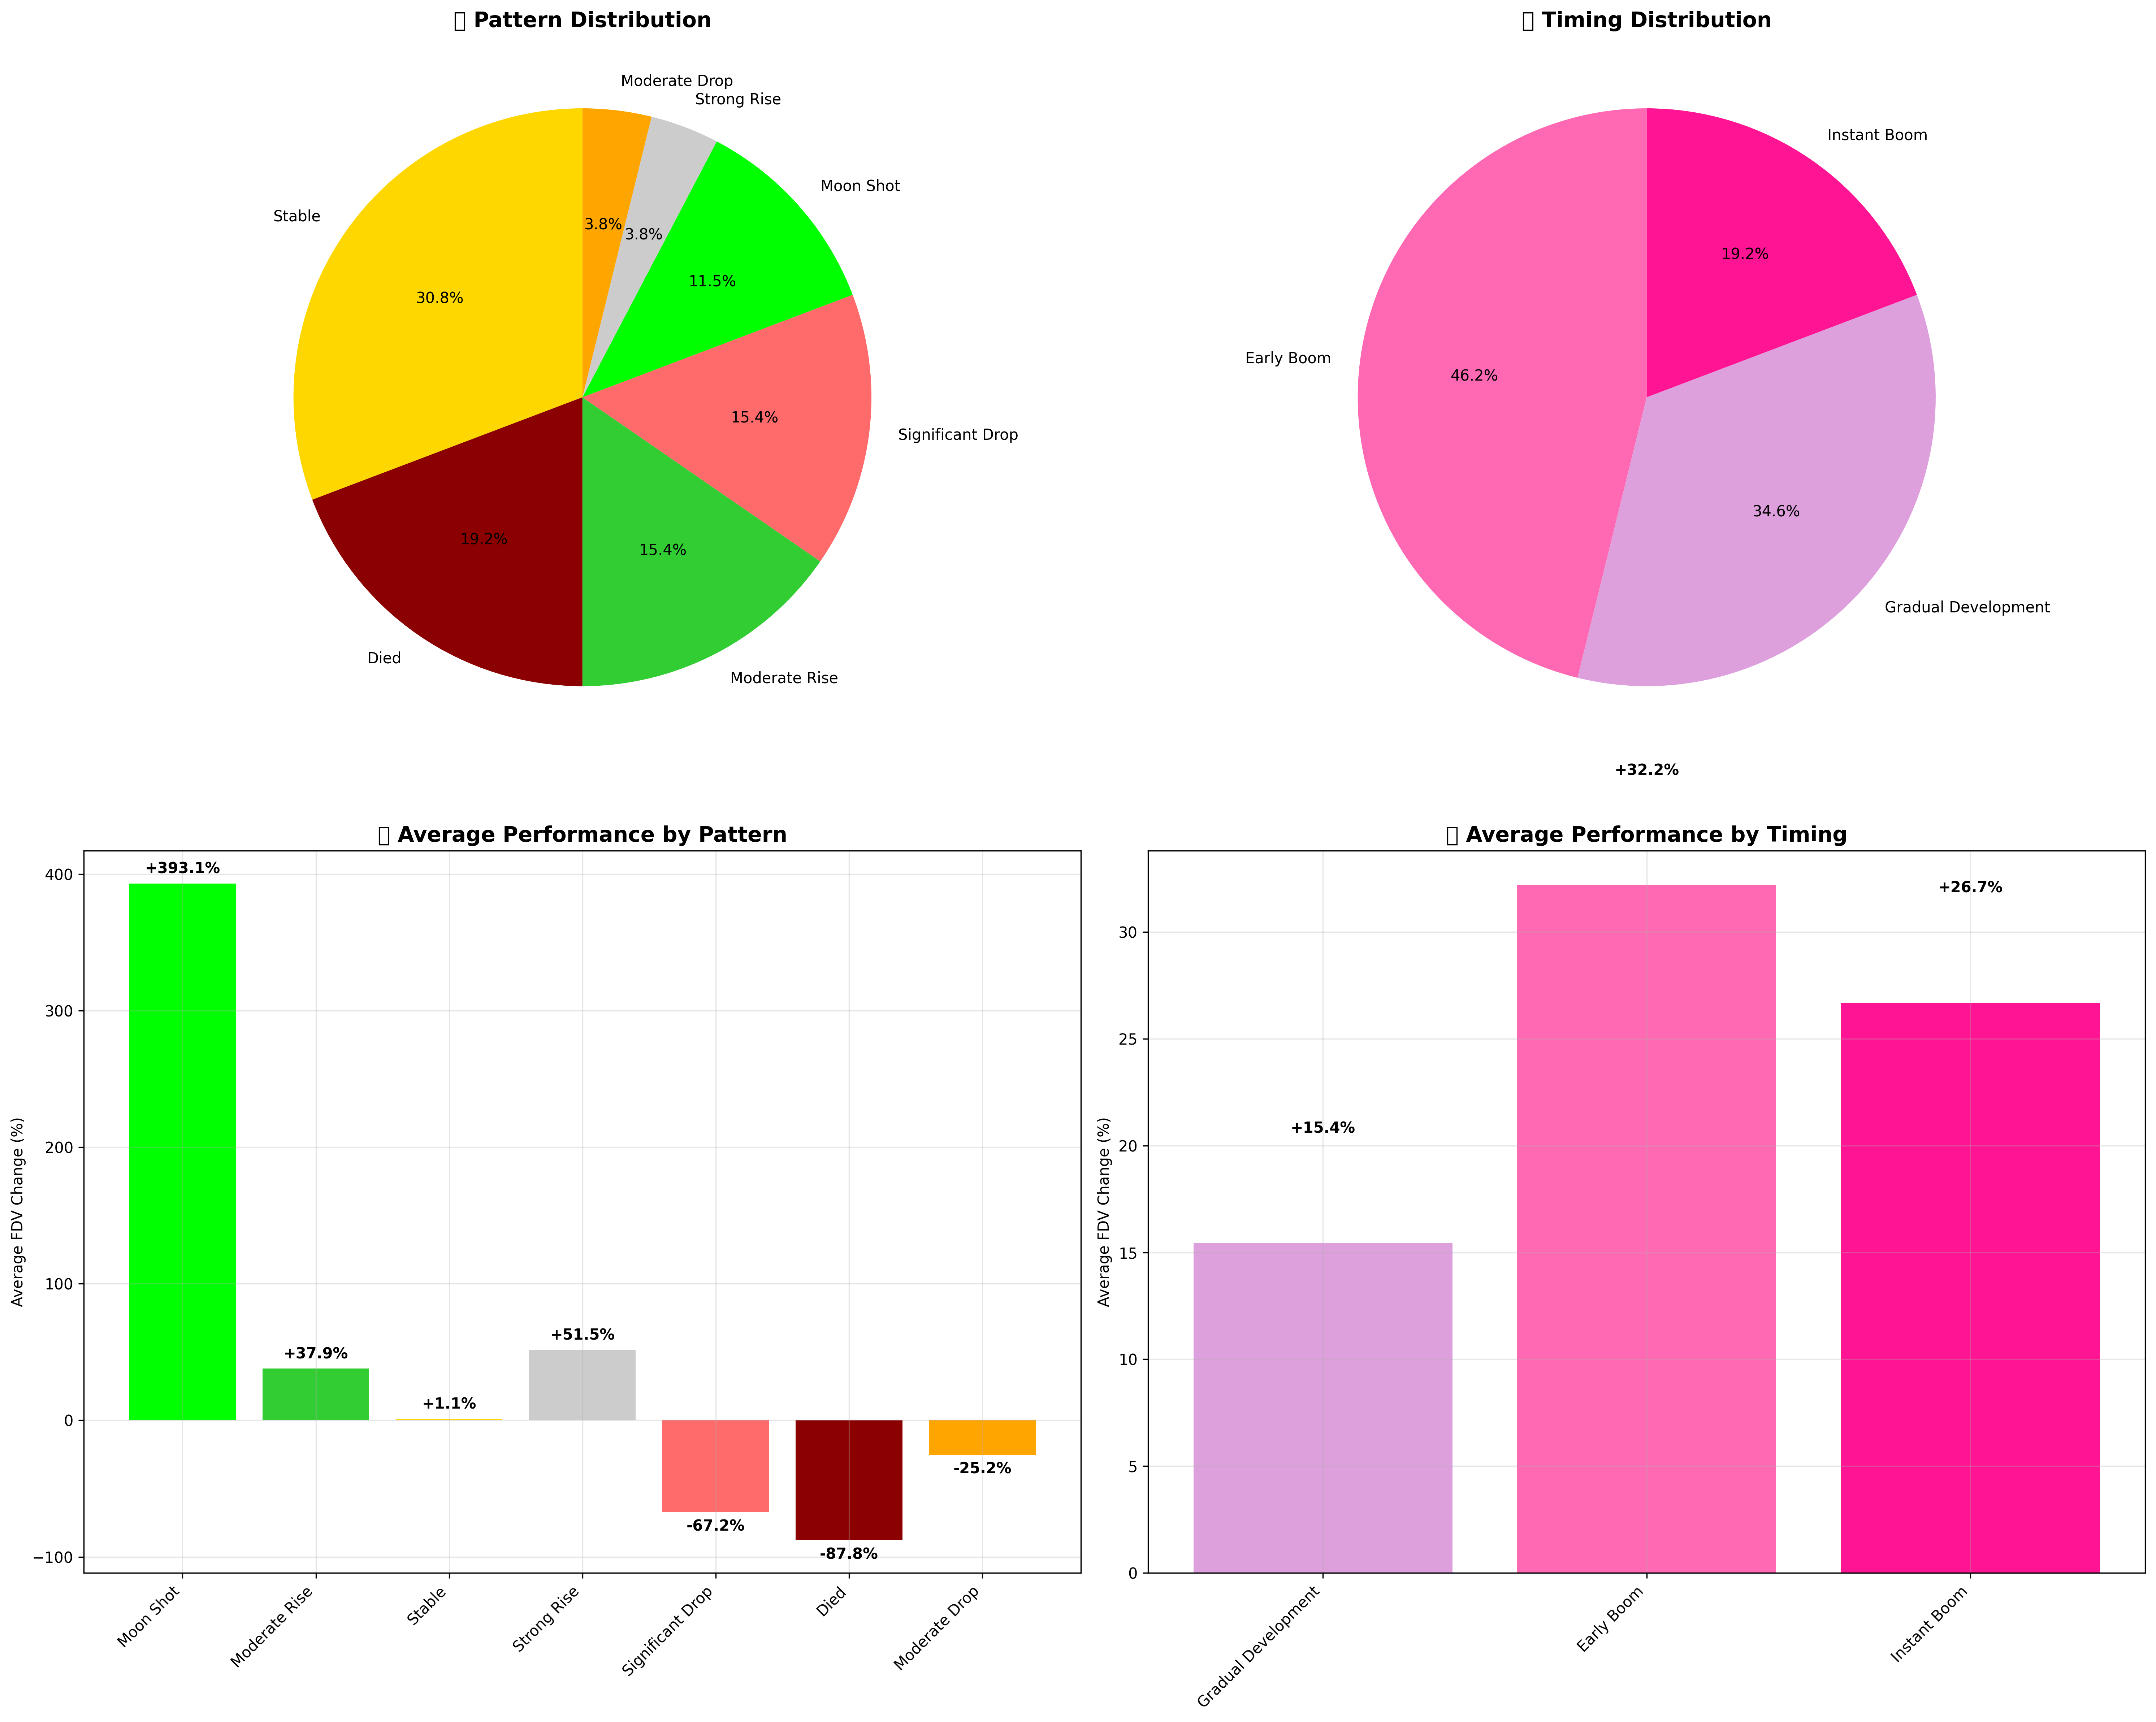 Pattern Distribution
Moderate Drop
Strong Rise
Moon Shot
Stable
3.8%
3.8%
11.5%
30.8%
15.4%
Significant Drop
19.2%
15.4%
Died
Moderate Rise
Timing Distribution
Instant Boom
19.2%
Early Boom
46.2%
34.6%
Gradual Development
Average Performance by Pattern
Average FDV Change (%)
400
300
200
100
0
−100
+393.1%
+37.9%
+1.1%
+51.5%
-67.2%
-87.8%
-25.2%
Moon Shot
Moderate Rise
Stable
Strong Rise
Significant Drop
Died
Moderate Drop
+32.2%
Average Performance by Timing
Average FDV Change (%)
30
25
20
15
10
5
0
+15.4%
+26.7%
Gradual Development
Early Boom
Instant Boom